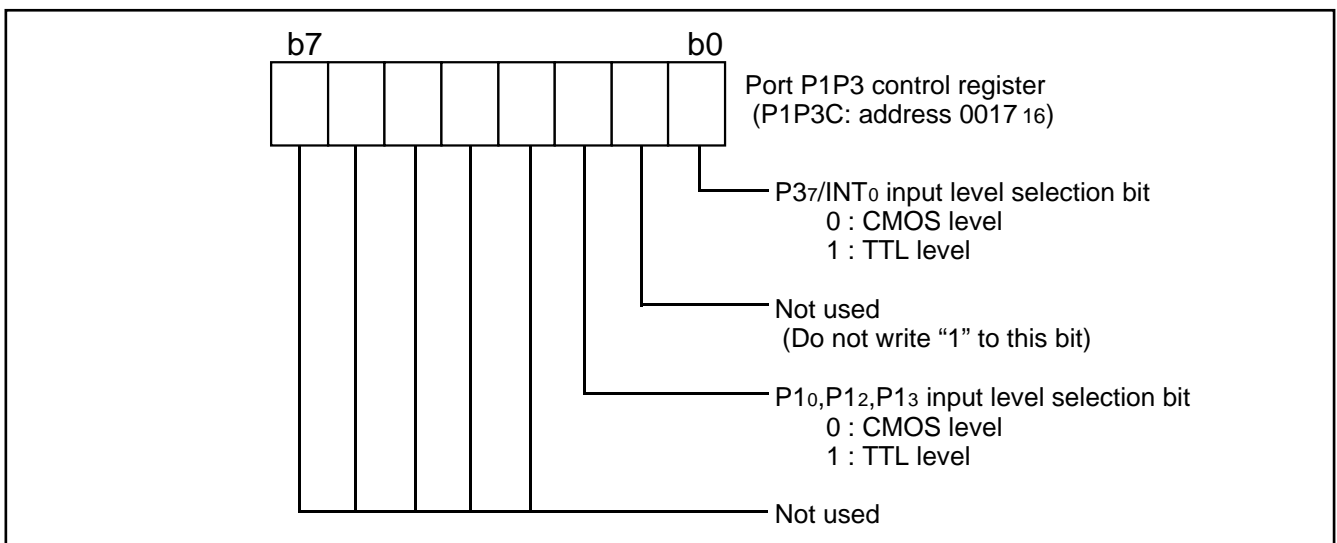 b7 b0
Port P1P3 control register
(P1P3C: address 0017 16)
P37/INT0 input level selection bit
0 : CMOS level
1 : TTL level
Not used
(Do not write “1” to this bit)
P10,P12,P13 input level selection bit
0 : CMOS level
1 : TTL level
Not used